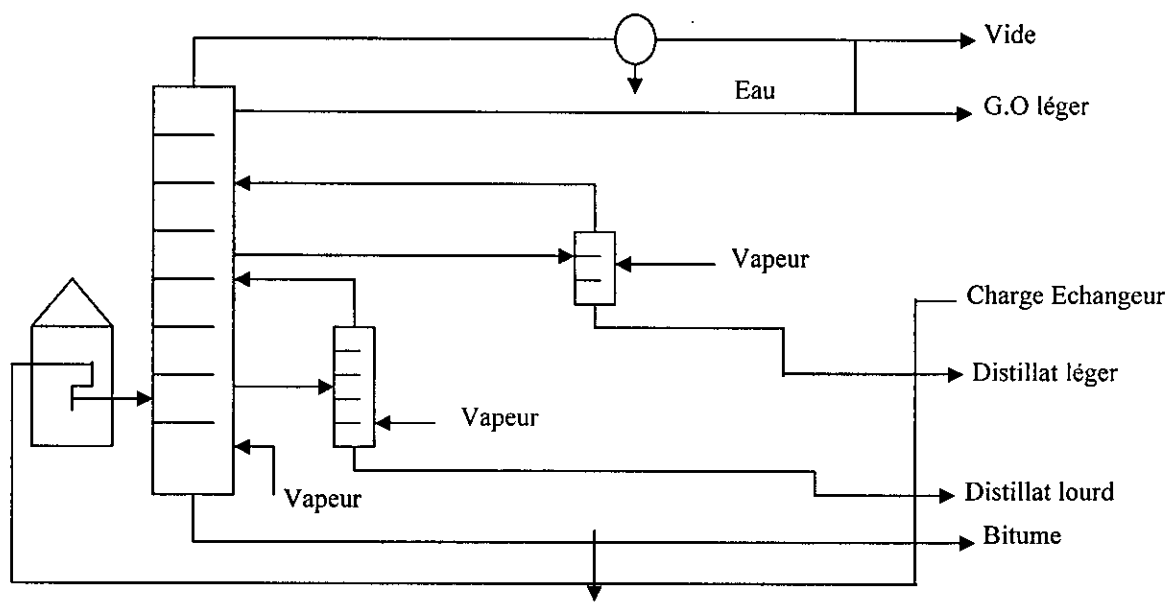 Vide
Eau
G.O léger
Vapeur
Charge Echangeur
Distillat léger
Vapeur
Vapeur
Distillat lourd
Bitume